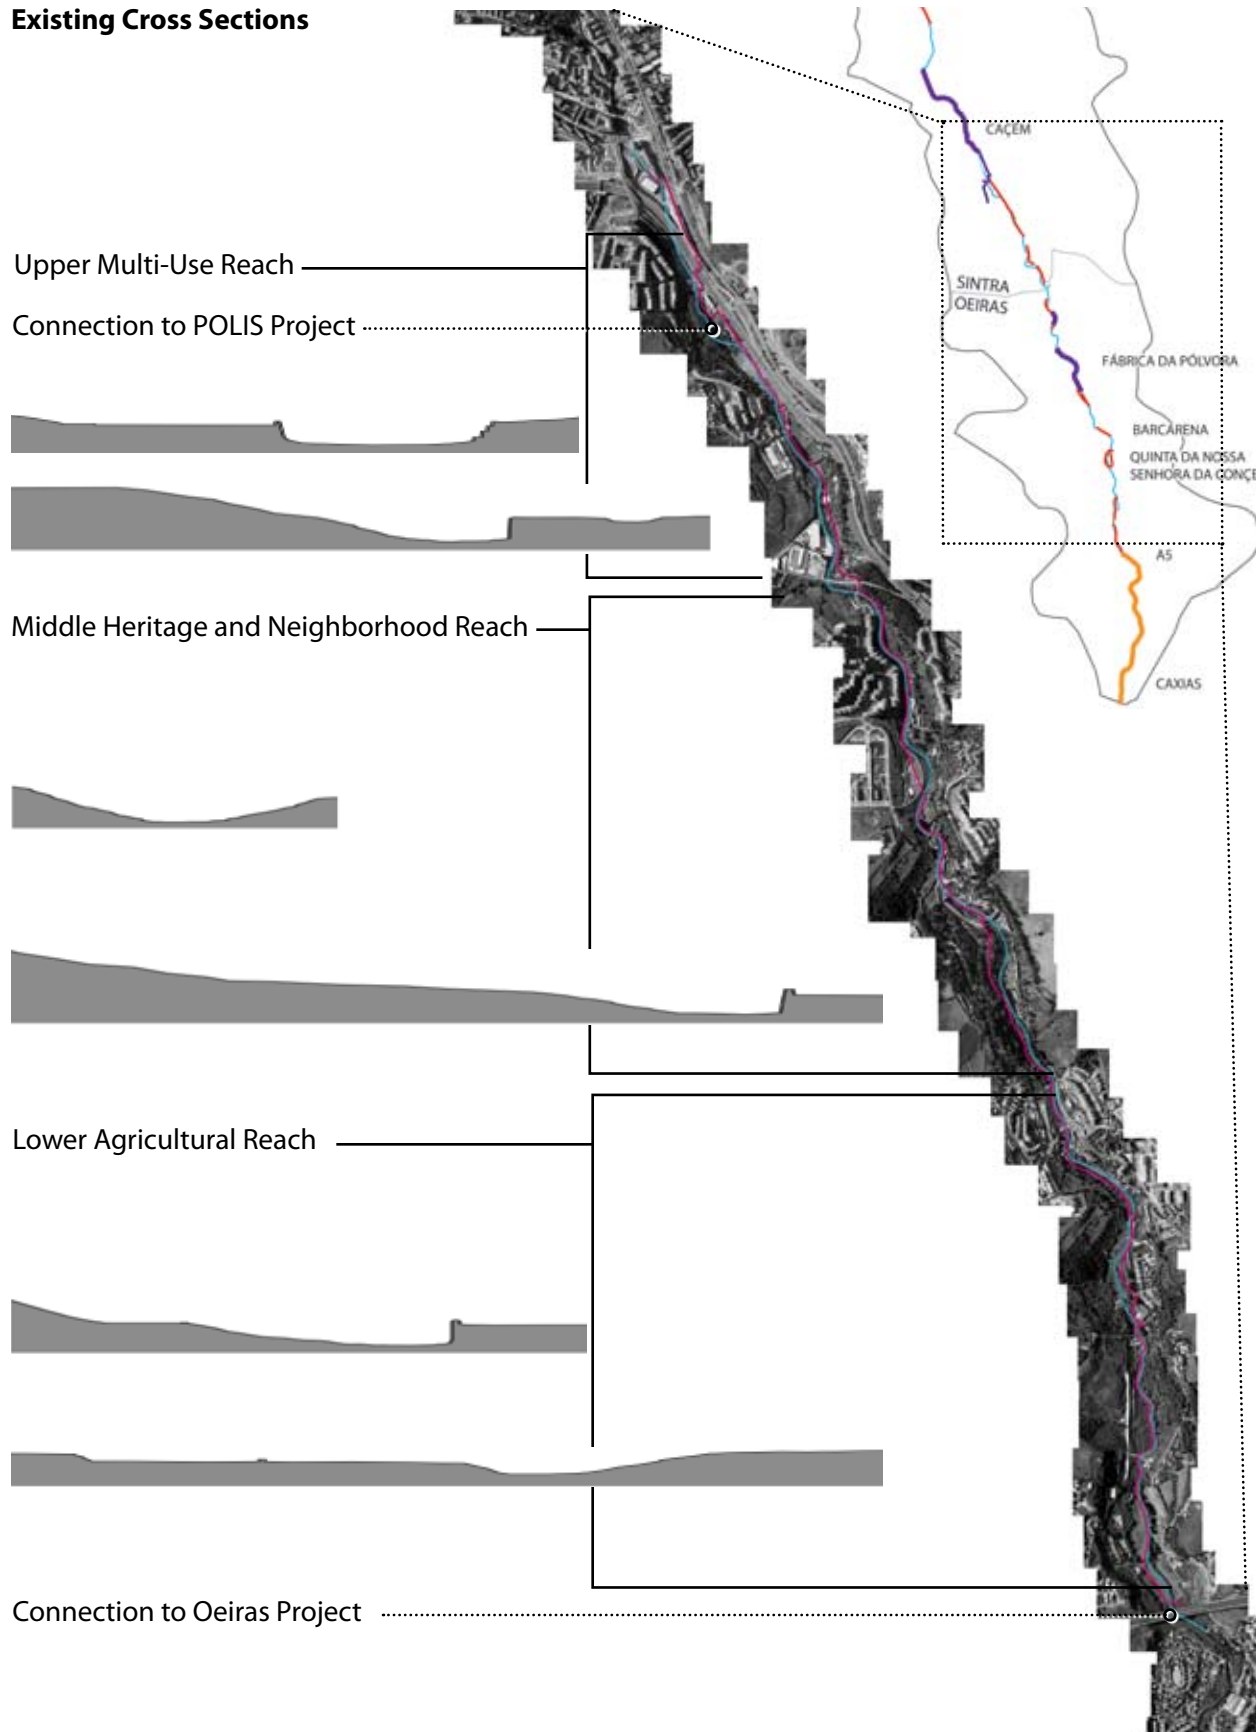 Existing Cross Sections
CAÇEM
Upper Multi-Use Reach
SINTRA
OEIRAS
Connection to POLIS Project
FÁBRICA DA PÓLVORA
BARCARENA
QUINTA DA NOSSA
SENHORA DA CONÇE
A5
Middle Heritage and Neighborhood Reach
CAXIAS
Lower Agricultural Reach
Connection to Oeiras Project